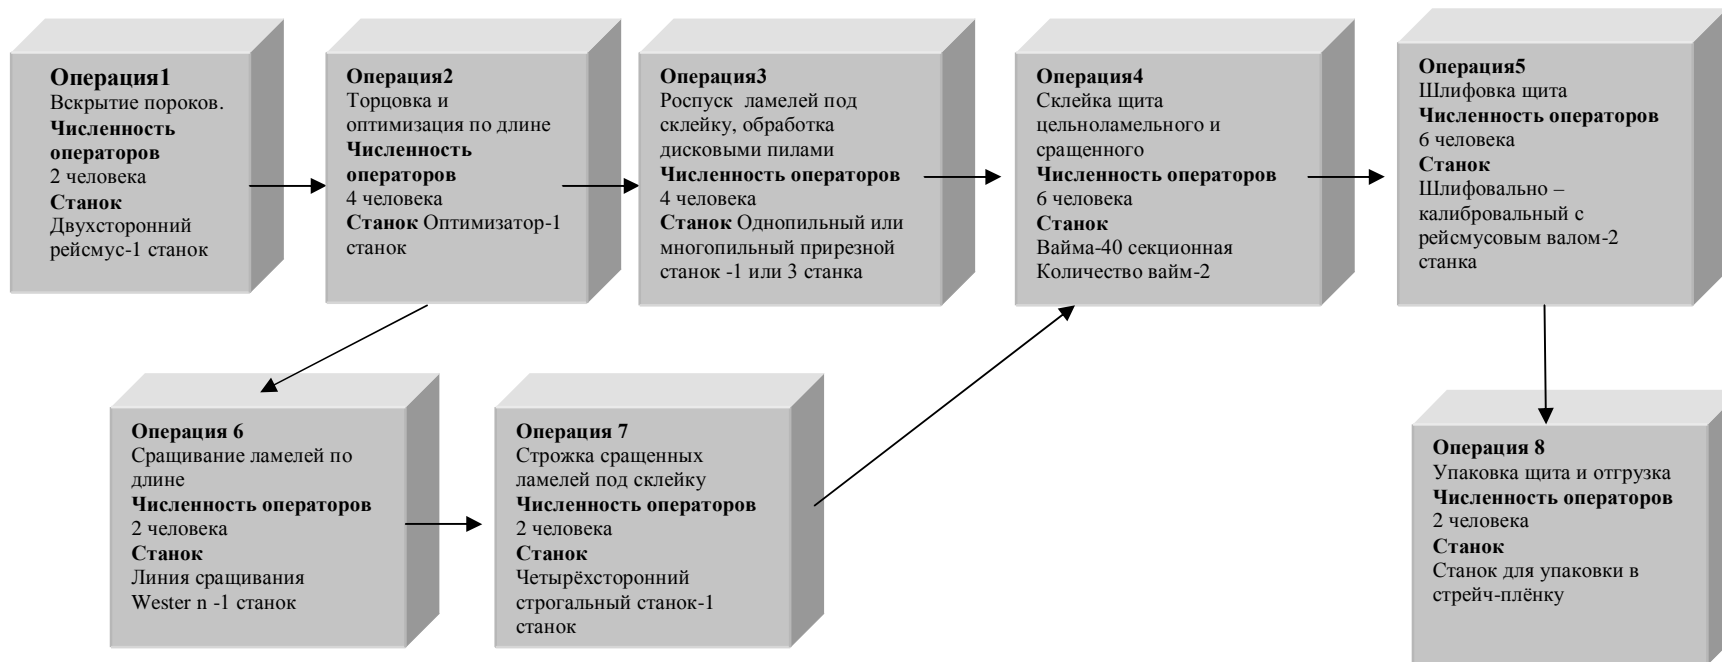 Операция1
Вскрытие пороков.
Численность
операторов
2 человека
Станок
Двухсторонний
рейсмус-1 станок
Операция2
Торцовка и
оптимизация по длине
Численность
операторов
4 человека
Станок Оптимизатор-1
станок
Операция3
Роспуск ламелей под
склейку, обработка
дисковыми пилами
Численность операторов
4 человека
Станок Однопильный или
многопильный прирезной
станок -1 или 3 станка
Операция4
Склейка щита
цельноламельного и
сращенного
Численность операторов
6 человека
Станок
Вайма-40 секционная
Количество вайм-2
Операция5
Шлифовка щита
Численность операторов
6 человека
Станок
Шлифовально –
калибровальный с
рейсмусовым валом-2
станка
Операция 6
Сращивание ламелей по
длине
Численность операторов
2 человека
Станок
Линия сращивания
Wester n -1 станок
Операция 7
Строжка сращенных
ламелей под склейку
Численность операторов
2 человека
Станок
Четырёхсторонний
строгальный станок-1
станок
Операция 8
Упаковка щита и отгрузка
Численность операторов
2 человека
Станок
Станок для упаковки в
стрейч-плёнку